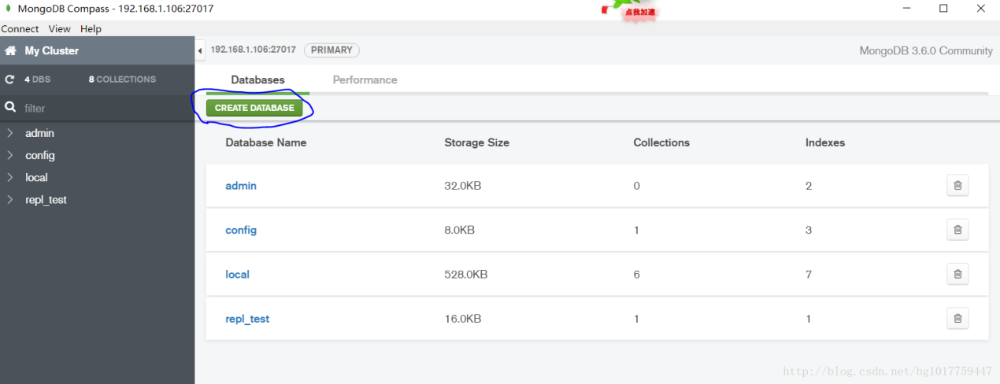 MongoDB Compass - 192.168.1.106:27017
点我加速
Connect View Help
My Cluster
192.168.1.106:27017 PRIMARY MongoDB 3.6.0 Community
4 DBS 8 COLLECTIONS
Databases Performance
filter
CREATE DATABASE
admin
config
local
repl_test
Database Name Storage Size Collections Indexes
admin 32.0KB 0 2
config 8.0KB 1 3
local 528.0KB 6 7
repl_test 16.0KB 1 1
http://blog.csdn.net/bg1017759447